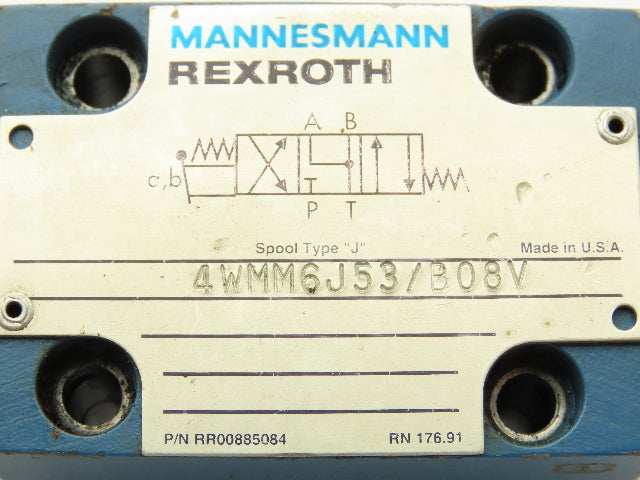 MANNESMANN
REXROTH
A B
c,b
P T
Spool Type "J"
Made in U.S.A.
4WMM6J53/B08V
P/N RR00885084
RN 176.91